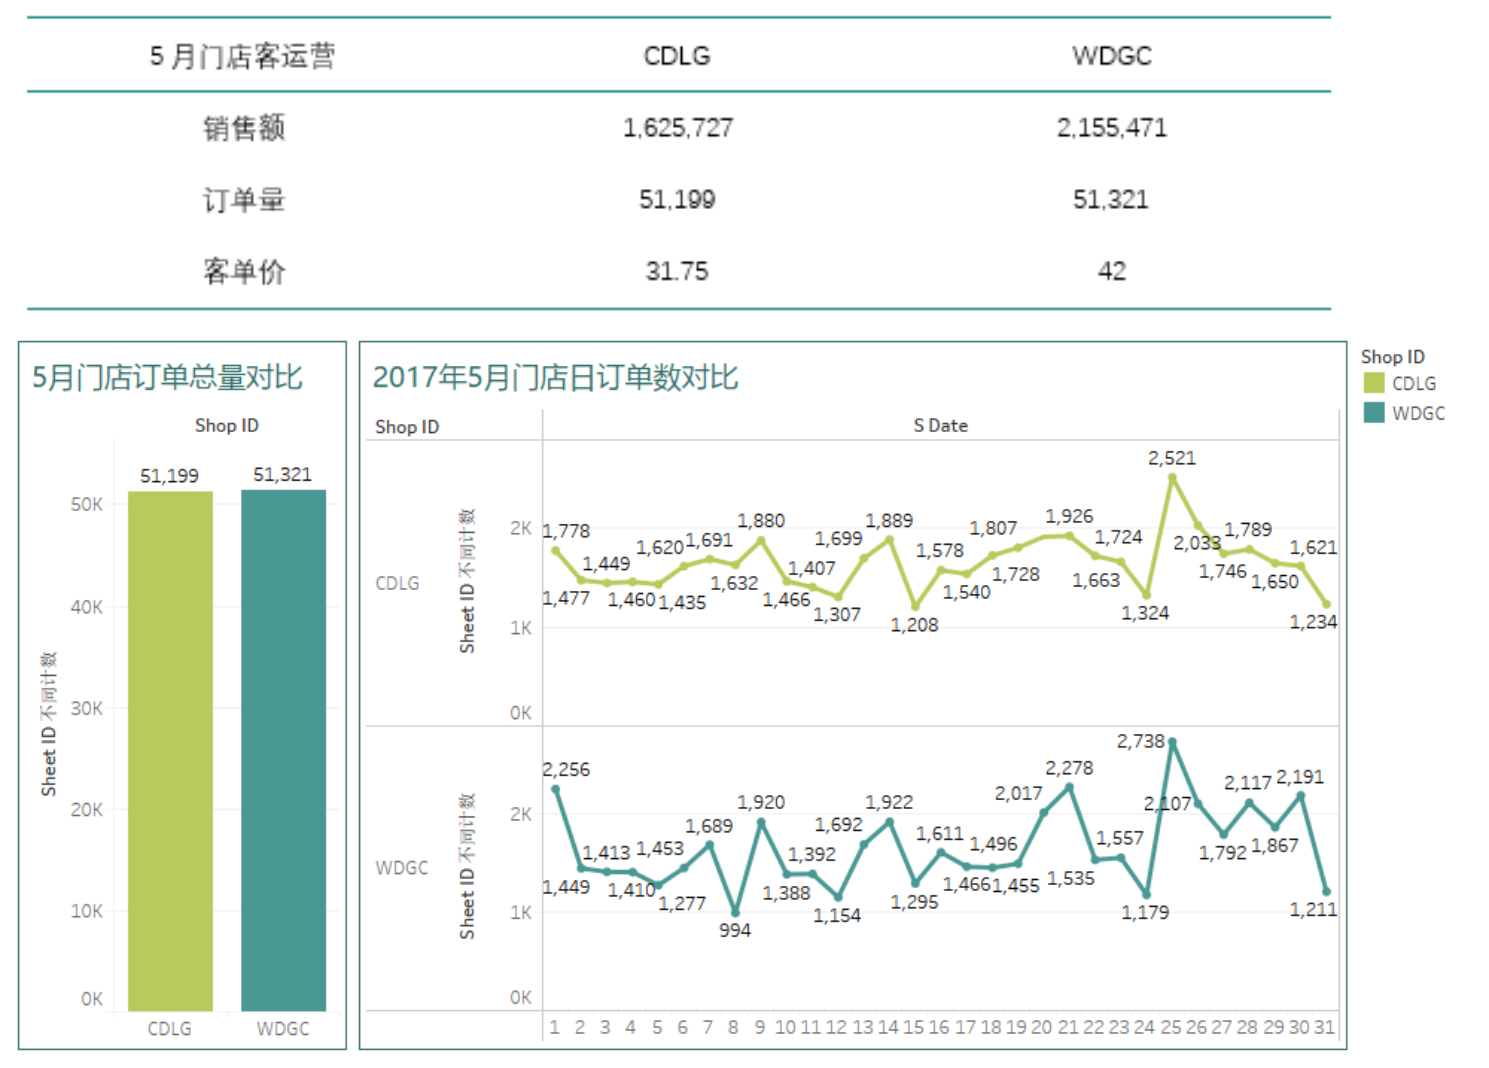 5 月门店客运营 CDLG WDGC
销售额 1,625,727 2,155,471
订单量 51,199 51,321
客单价 31.75 42
5月门店订单总量对比
Shop ID
51,199 51,321
50K
40K
30K
20K
10K
0K
Sheet ID 不同计数
CDLG WDGC
2017年5月门店日订单数对比
Shop ID S Date
CDLG
Sheet ID 不同计数
2K
1K
0K
1,778 1,477 1,449 1,460 1,435 1,620 1,691 1,632 1,880 1,466 1,407 1,307 1,699 1,889 1,208 1,578 1,540 1,728 1,807 1,926 1,663 1,724 1,324 2,521 2,033 1,746 1,789 1,650 1,621 1,234
WDGC
Sheet ID 不同计数
2K
1K
0K
2,256 1,449 1,413 1,410 1,277 1,453 1,689 994 1,920 1,388 1,392 1,154 1,692 1,922 1,295 1,611 1,466 1,496 1,455 2,017 2,278 1,535 1,557 1,179 2,738 2,107 1,792 2,117 1,867 2,191 1,211
1 2 3 4 5 6 7 8 9 10 11 12 13 14 15 16 17 18 19 20 21 22 23 24 25 26 27 28 29 30 31
Shop ID
CDLG
WDGC